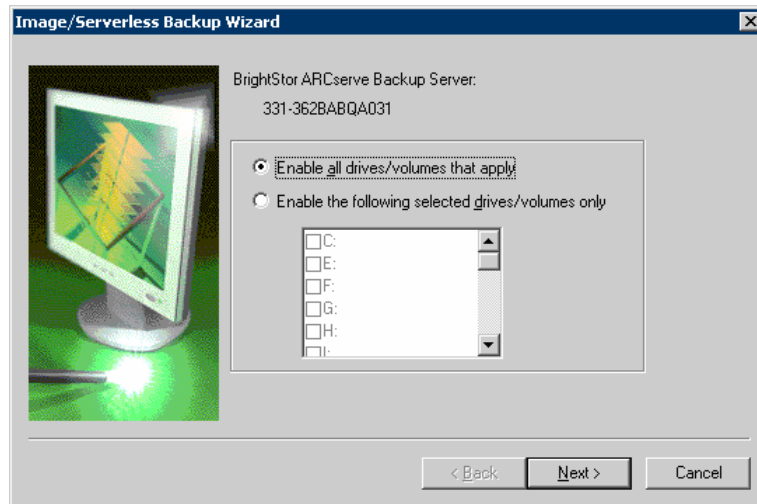 Image/Serverless Backup Wizard
BrightStor ARCserve Backup Server:
331-362BABQA031
Enable all drives/volumes that apply
Enable the following selected drives/volumes only
C:
E:
F:
G:
H:
I:
< Back
Next >
Cancel